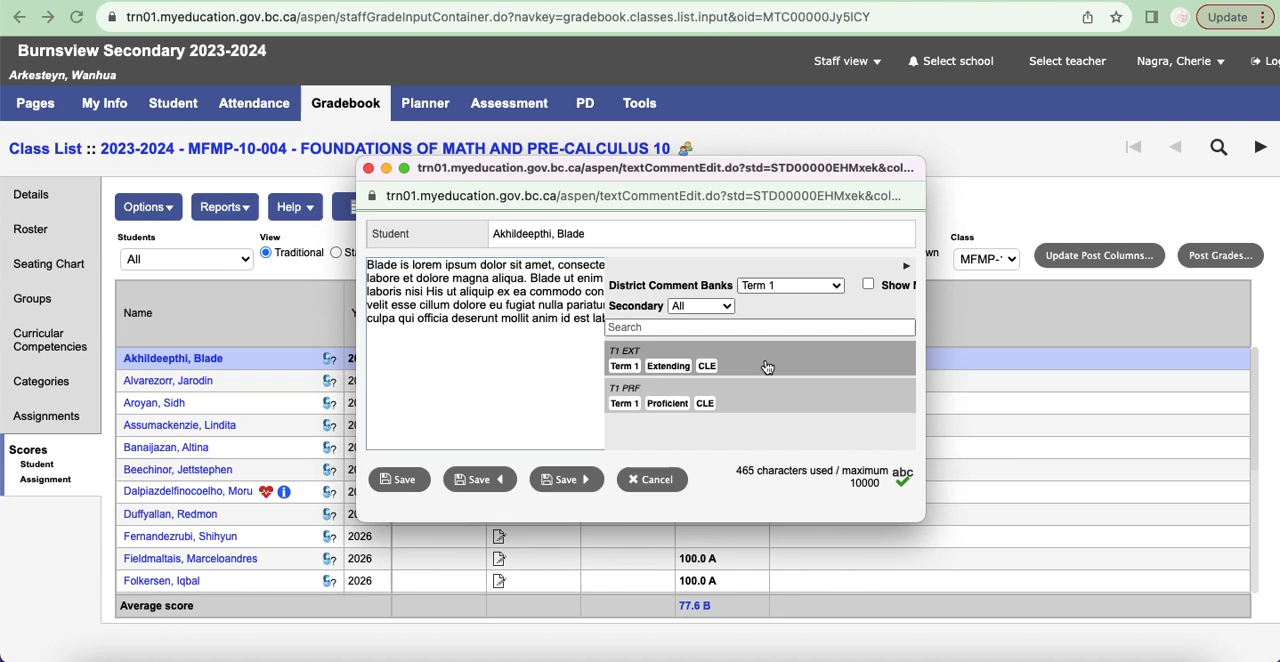 trn01.myeducation.gov.bc.ca/aspen/staffGradeInputContainer.do?navkey=gradebook.classes.list.input&oid=MTC00000Jy5lCY
Update
Burnsview Secondary 2023-2024
Arkesteyn, Wanhua
Staff view
Select school
Select teacher
Nagra, Cherie
Lo
Pages
My Info
Student
Attendance
Gradebook
Planner
Assessment
PD
Tools
Class List :: 2023-2024 - MFMP-10-004 - FOUNDATIONS OF MATH AND PRE-CALCULUS 10
Details
Roster
Seating Chart
Groups
Curricular
Competencies
Categories
Assignments
Scores
Student
Assignment
Options
Reports
Help
Students
All
View
Traditional
Sta
wn
Class
MFMP-
Update Post Columns...
Post Grades...
Name
Y
Akhildeepthi, Blade
Alvarezorr, Jarodin
Aroyan, Sidh
Assumackenzie, Lindita
Banaijazan, Altina
Beechinor, Jettstephen
Dalpiazdelfinocoelho, Moru
Duffyallan, Redmon
Fernandezrubi, Shihyun 2026
Fieldmaltais, Marceloandres 2026 100.0 A
Folkersen, Iqbal 2026 100.0 A
Average score 77.6 B
trn01.myeducation.gov.bc.ca/aspen/textCommentEdit.do?std=STD00000EHMxek&col...
trn01.myeducation.gov.bc.ca/aspen/textCommentEdit.do?std=STD00000EHMxek&col...
Student Akhildeepthi, Blade
Blade is lorem ipsum dolor sit amet, consecte
labore et dolore magna aliqua. Blade ut enim
laboris nisi His ut aliquip ex ea commodo con
velit esse cillum dolore eu fugiat nulla pariatu
culpa qui officia deserunt mollit anim id est la
District Comment Banks Term 1
Show
Secondary All
Search
T1 EXT
Term 1 Extending CLE
T1 PRF
Term 1 Proficient CLE
Save
Save
Save
Cancel
465 characters used / maximum
10000
abc